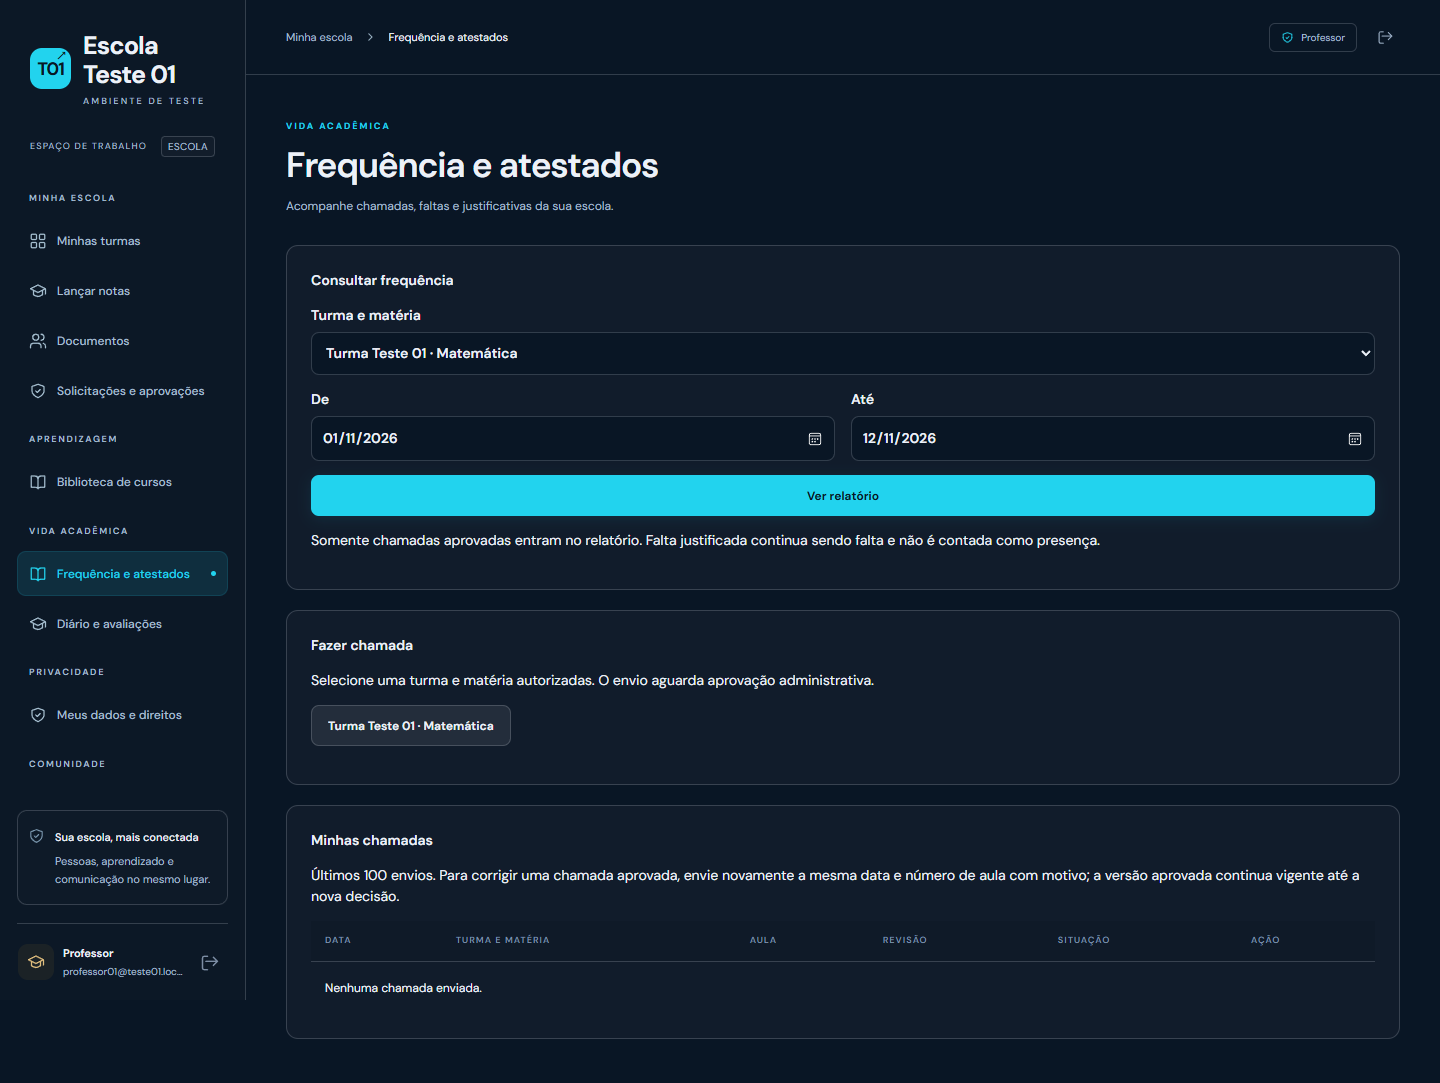 T01
Escola
Teste 01
AMBIENTE DE TESTE
ESPAÇO DE TRABALHO
ESCOLA
MINHA ESCOLA
Minhas turmas
Lançar notas
Documentos
Solicitações e aprovações
APRENDIZAGEM
Biblioteca de cursos
VIDA ACADÊMICA
Frequência e atestados
Diário e avaliações
PRIVACIDADE
Meus dados e direitos
COMUNIDADE
Sua escola, mais conectada
Pessoas, aprendizado e
comunicação no mesmo lugar.
Professor
professor01@teste01.loc...
Minha escola > Frequência e atestados
Professor
VIDA ACADÊMICA
Frequência e atestados
Acompanhe chamadas, faltas e justificativas da sua escola.
Consultar frequência
Turma e matéria
Turma Teste 01 · Matemática
De
Até
01/11/2026
12/11/2026
Ver relatório
Somente chamadas aprovadas entram no relatório. Falta justificada continua sendo falta e não é contada como presença.
Fazer chamada
Selecione uma turma e matéria autorizadas. O envio aguarda aprovação administrativa.
Turma Teste 01 · Matemática
Minhas chamadas
Últimos 100 envios. Para corrigir uma chamada aprovada, envie novamente a mesma data e número de aula com motivo; a versão aprovada continua vigente até a
nova decisão.
DATA TURMA E MATÉRIA AULA REVISÃO SITUAÇÃO AÇÃO
Nenhuma chamada enviada.